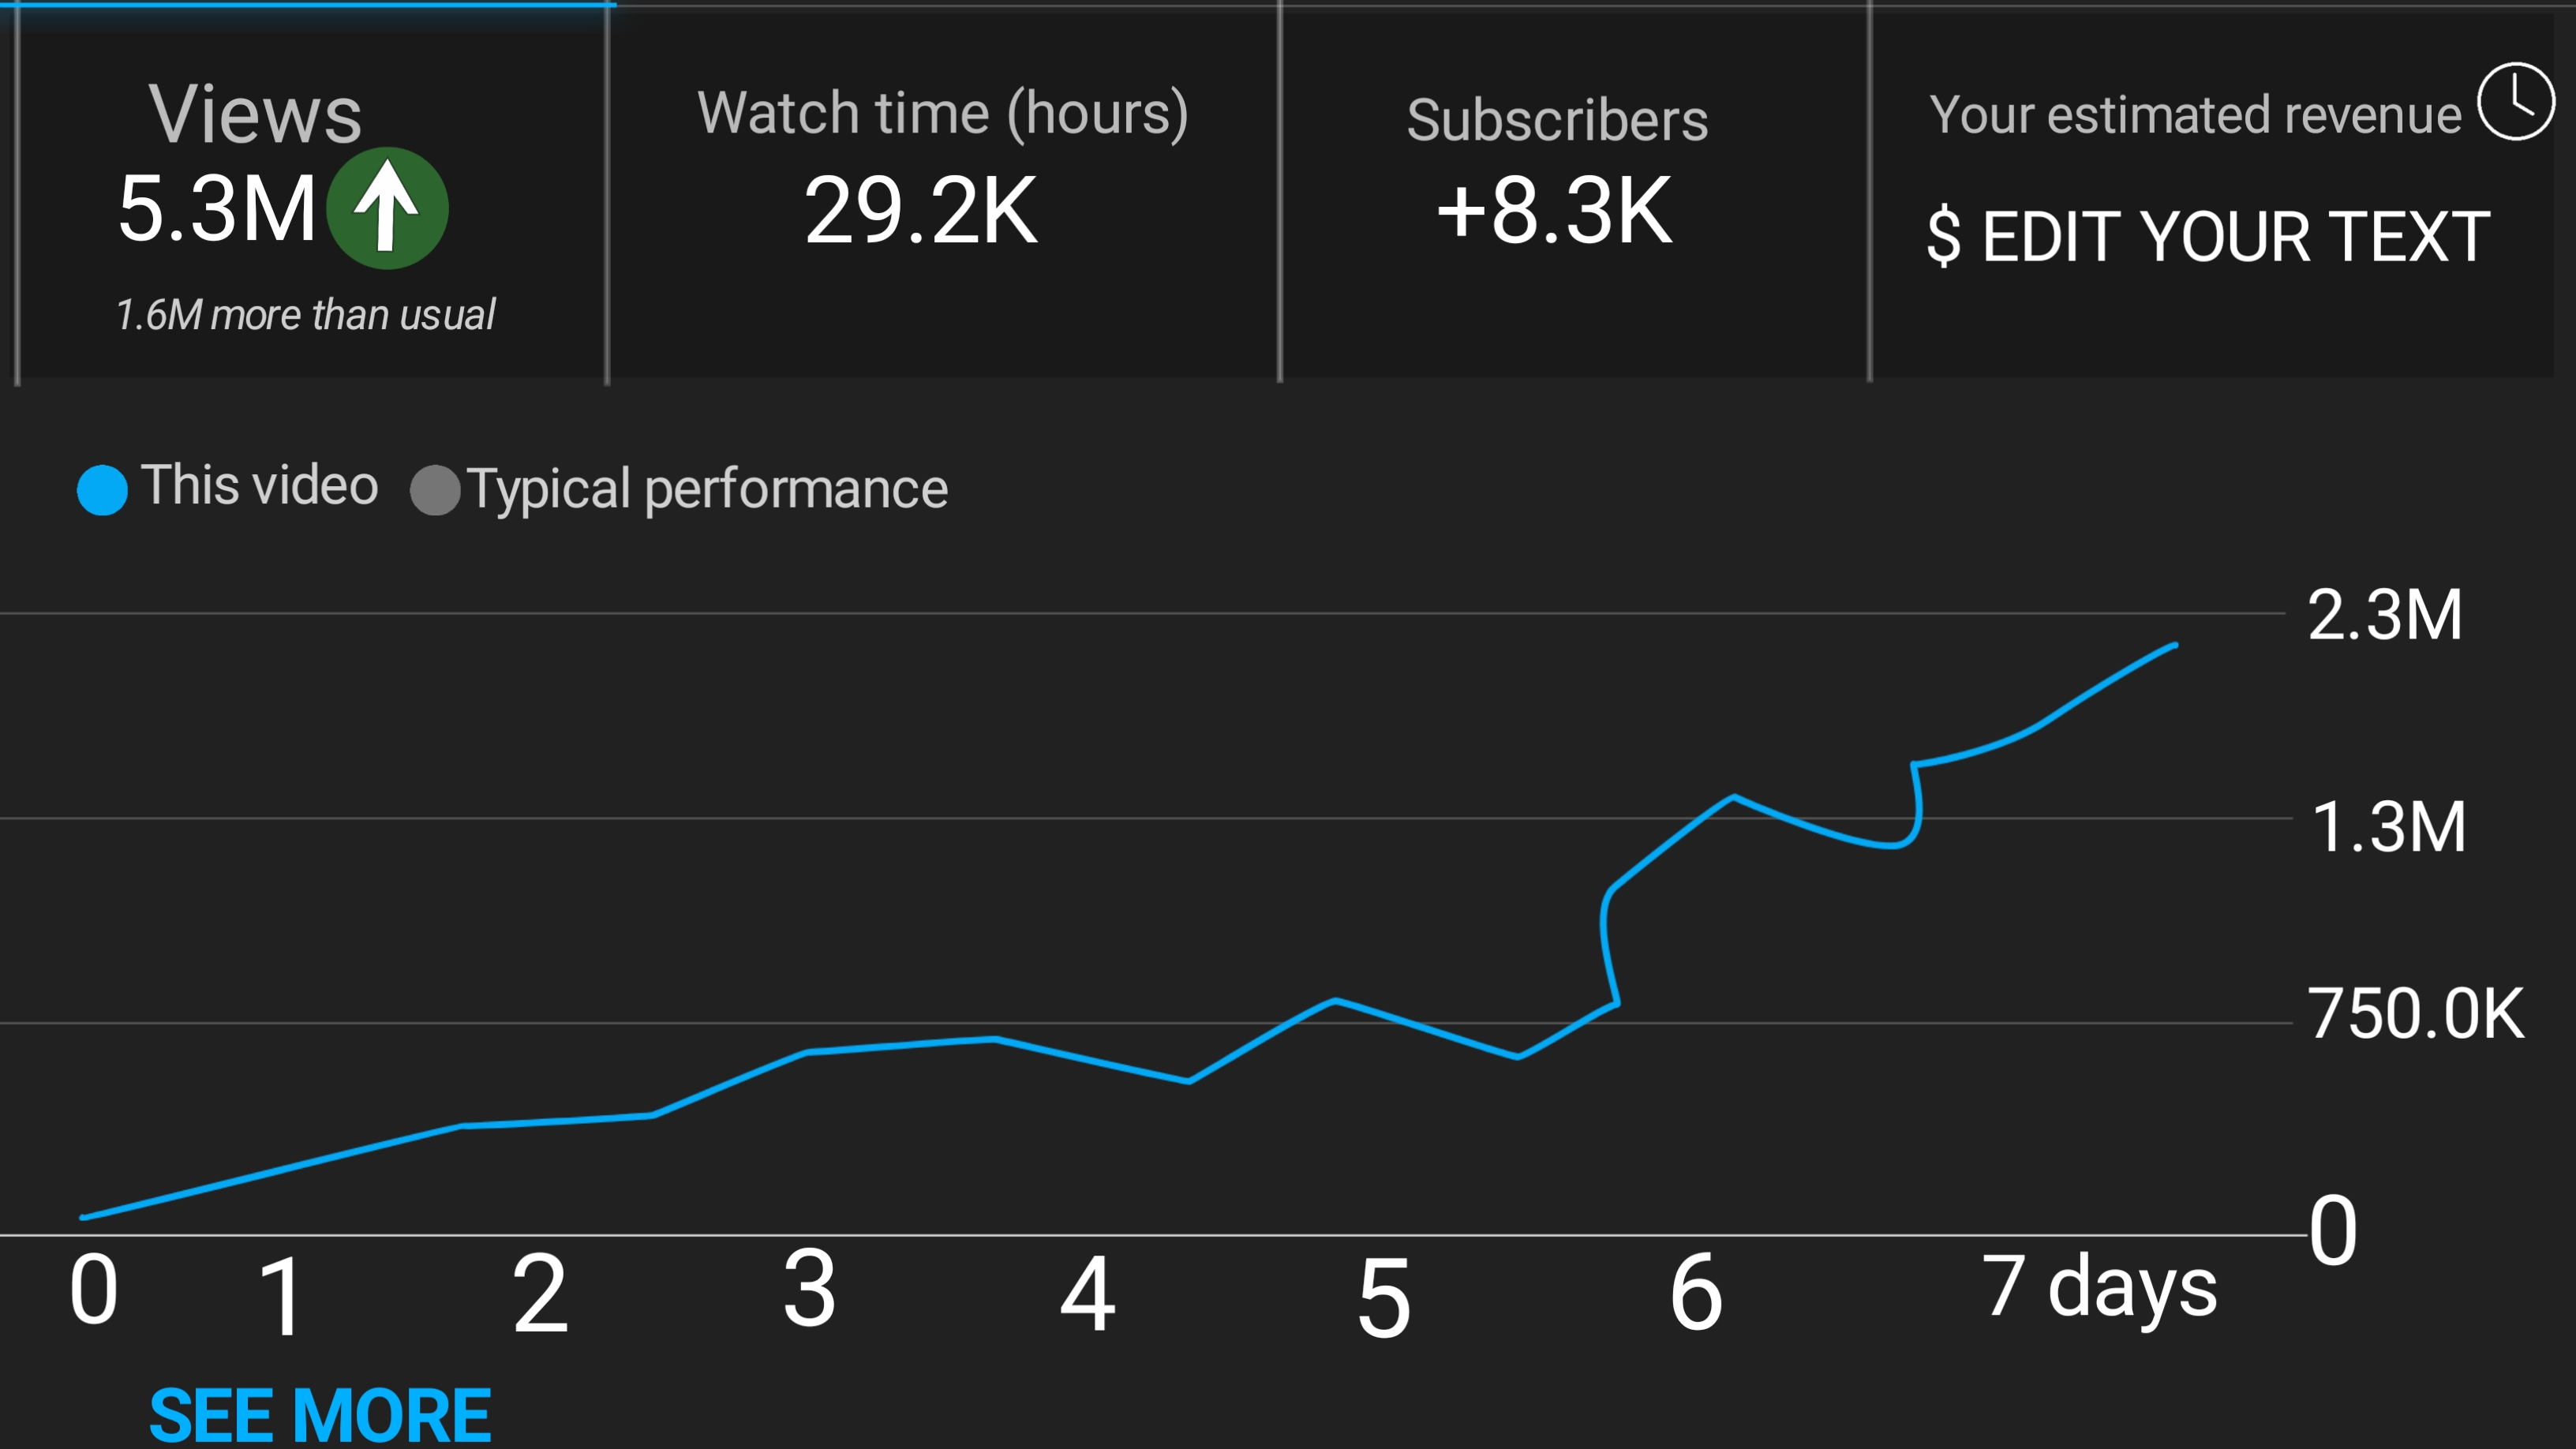 Views
5.3M
1.6M more than usual
Watch time (hours)
29.2K
Subscribers
+8.3K
Your estimated revenue
$ EDIT YOUR TEXT
This video
Typical performance
2.3M
1.3M
750.0K
0
0 1 2 3 4 5 6 7 days
SEE MORE